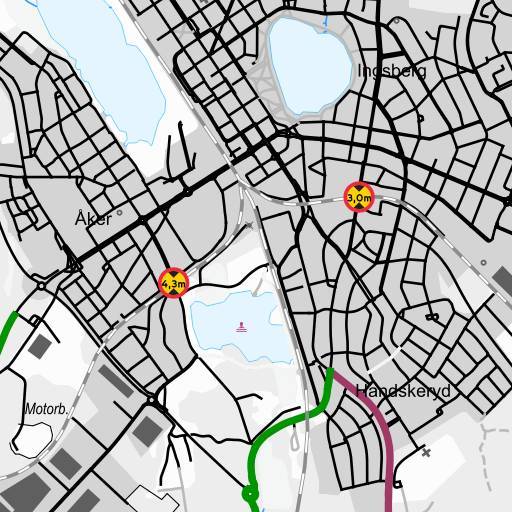 Ingsberg
3,0m
Åker
4,3m
Handskeryd
Motorb.